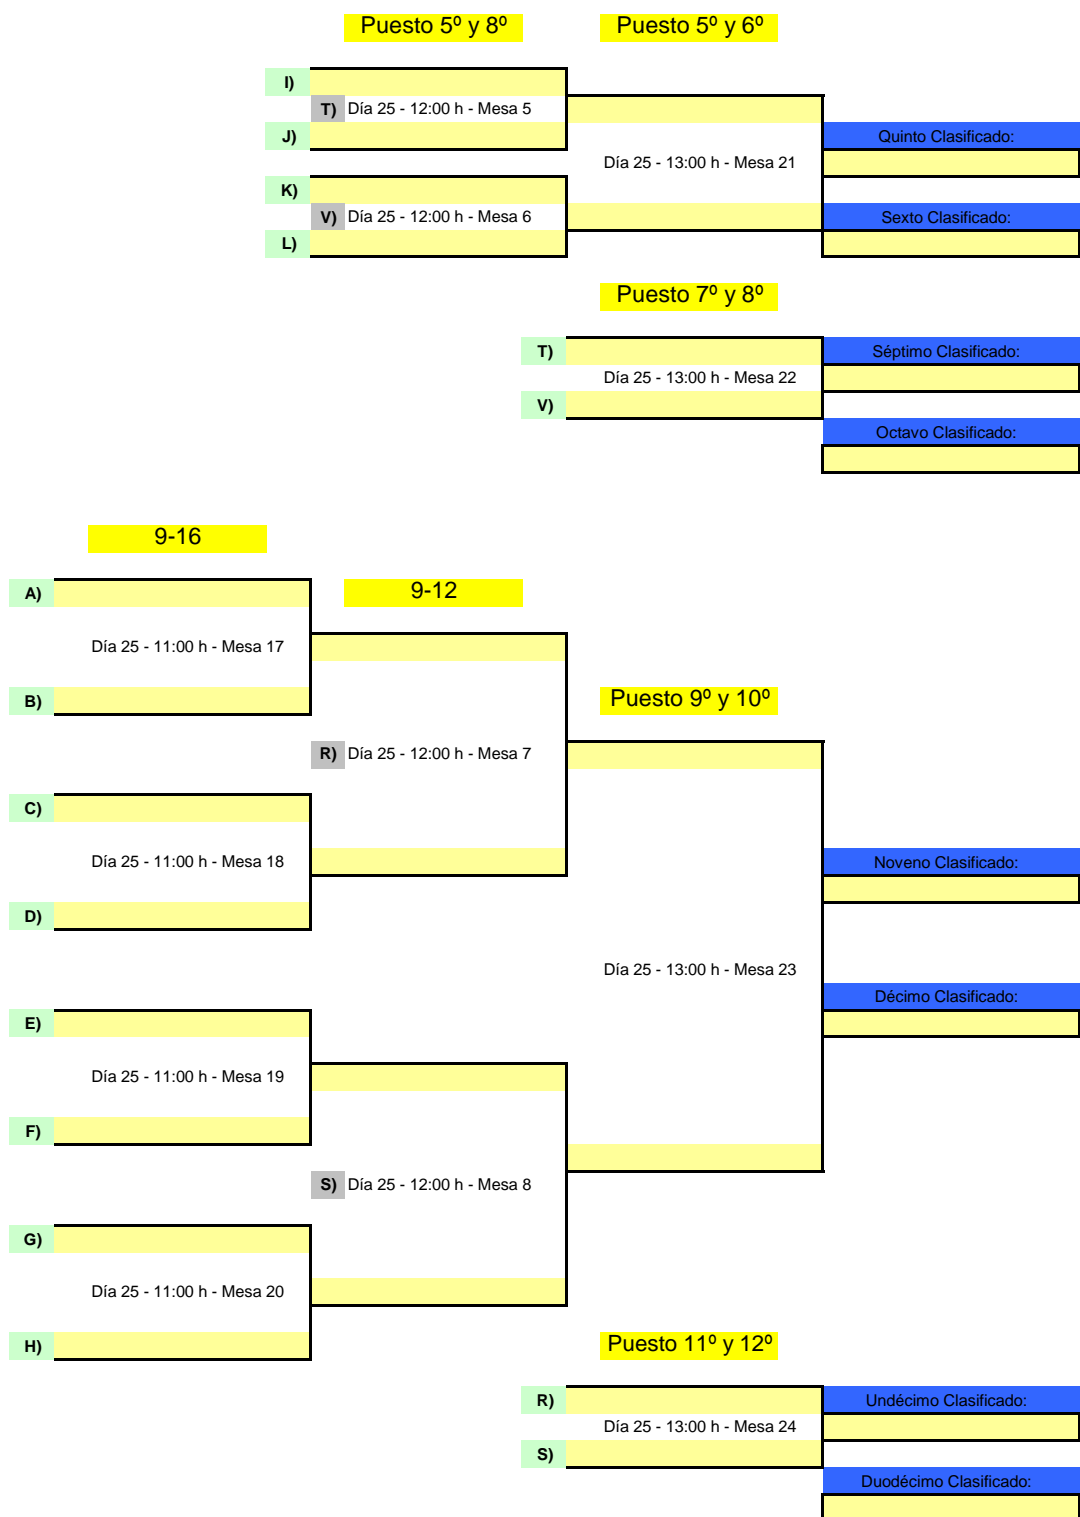 Puesto 5º y 8º
Puesto 5º y 6º
I)
T) Día 25 - 12:00 h - Mesa 5
J)
Quinto Clasificado:
Día 25 - 13:00 h - Mesa 21
K)
V) Día 25 - 12:00 h - Mesa 6
Sexto Clasificado:
L)
Puesto 7º y 8º
T)
Séptimo Clasificado:
Día 25 - 13:00 h - Mesa 22
V)
Octavo Clasificado:
9-16
A)
9-12
Día 25 - 11:00 h - Mesa 17
B)
Puesto 9º y 10º
R) Día 25 - 12:00 h - Mesa 7
C)
Día 25 - 11:00 h - Mesa 18
Noveno Clasificado:
D)
Día 25 - 13:00 h - Mesa 23
Décimo Clasificado:
E)
Día 25 - 11:00 h - Mesa 19
F)
S) Día 25 - 12:00 h - Mesa 8
G)
Día 25 - 11:00 h - Mesa 20
H)
Puesto 11º y 12º
R)
Undécimo Clasificado:
Día 25 - 13:00 h - Mesa 24
S)
Duodécimo Clasificado: